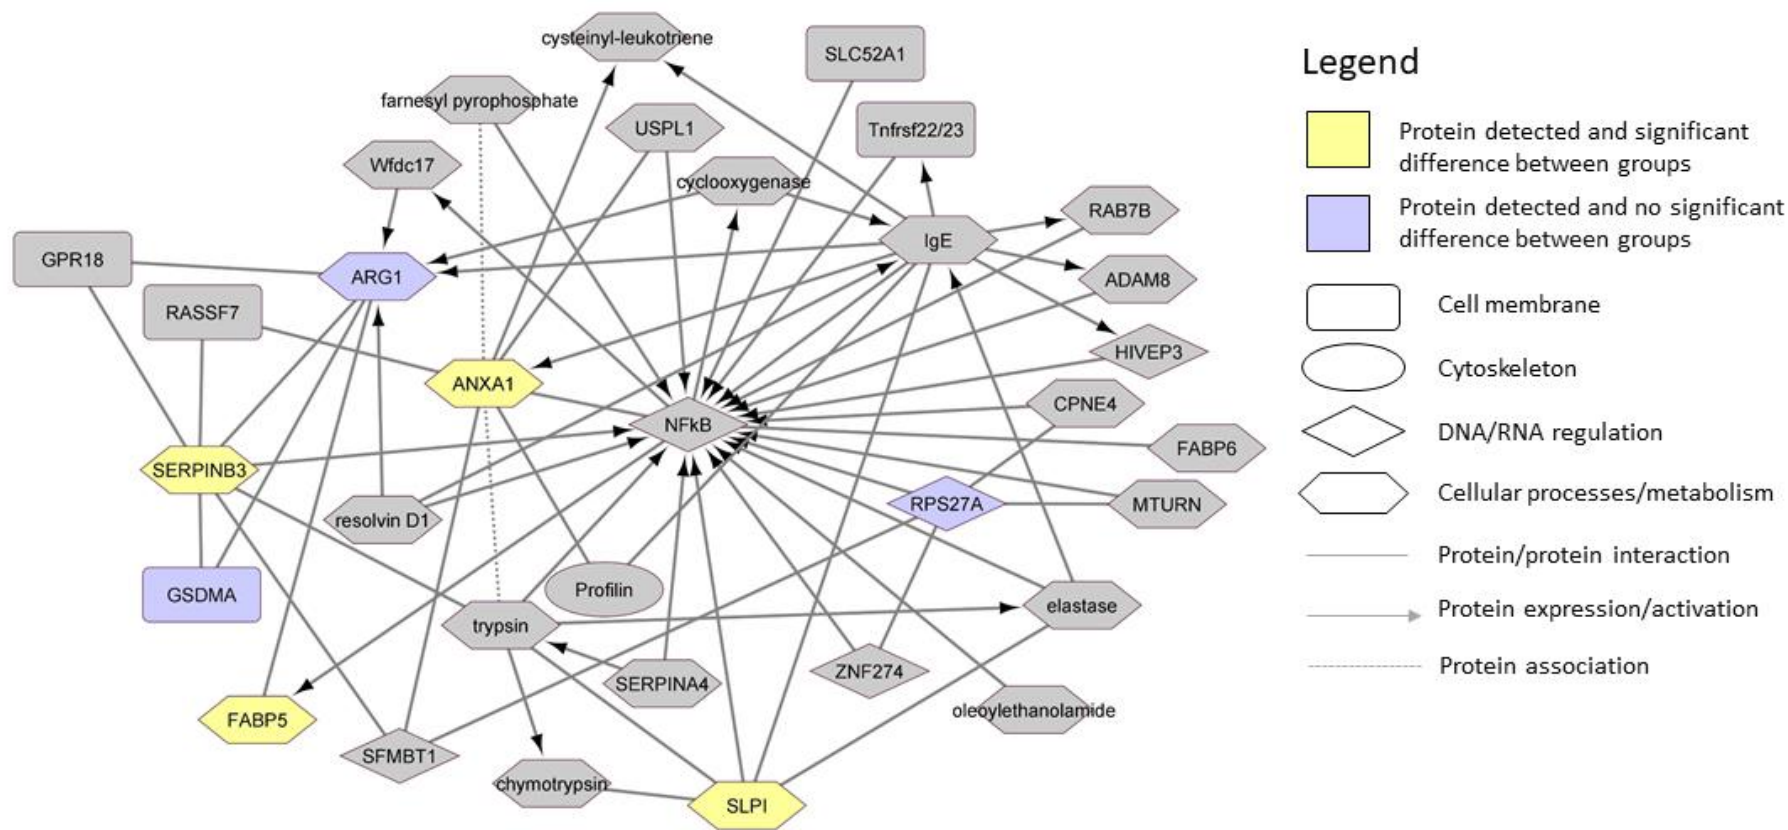 cysteinyl-leukotriene
SLC52A1
farnesyl pyrophosphate
USPL1
Tnfrsf22/23
Wfdc17
cyclooxygenase
RAB7B
IgE
GPR18
ARG1
ADAM8
RASSF7
HIVEP3
ANXA1
CPNE4
NFkB
FABP6
SERPINB3
RPS27A
MTURN
resolvin D1
GSDMA
Profilin
elastase
trypsin
SERPINA4
ZNF274
oleoylethanolamide
FABP5
SFMBT1
chymotrypsin
SLPI
Legend
Protein detected and significant
difference between groups
Protein detected and no significant
difference between groups
Cell membrane
Cytoskeleton
DNA/RNA regulation
Cellular processes/metabolism
Protein/protein interaction
Protein expression/activation
Protein association